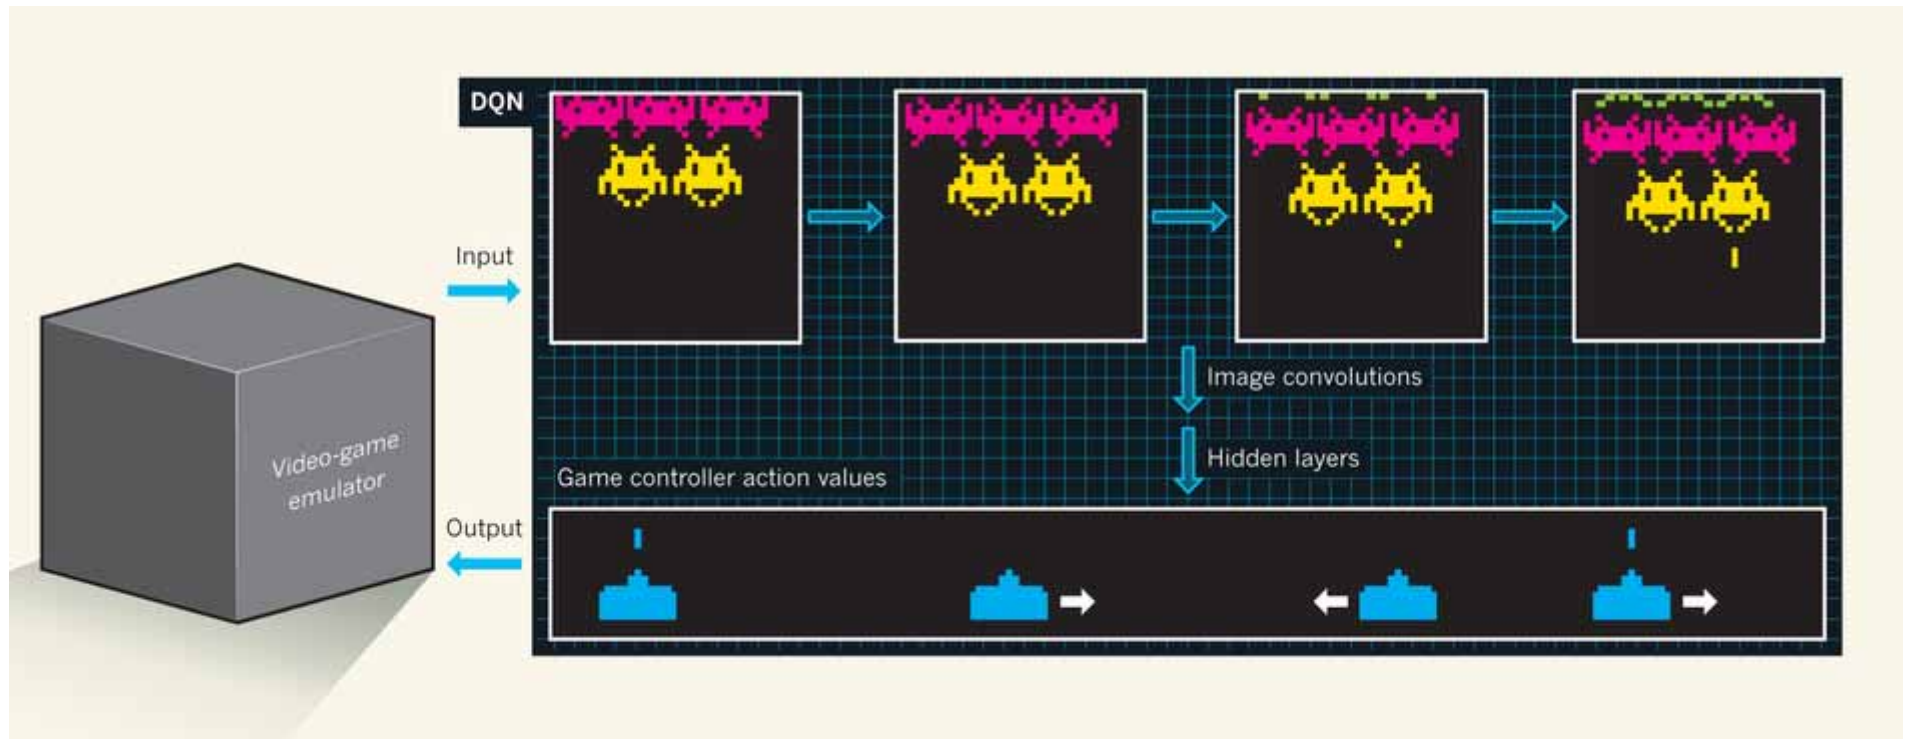 DQN
Input
Image convolutions
Hidden layers
Game controller action values
Video-game
emulator
Output